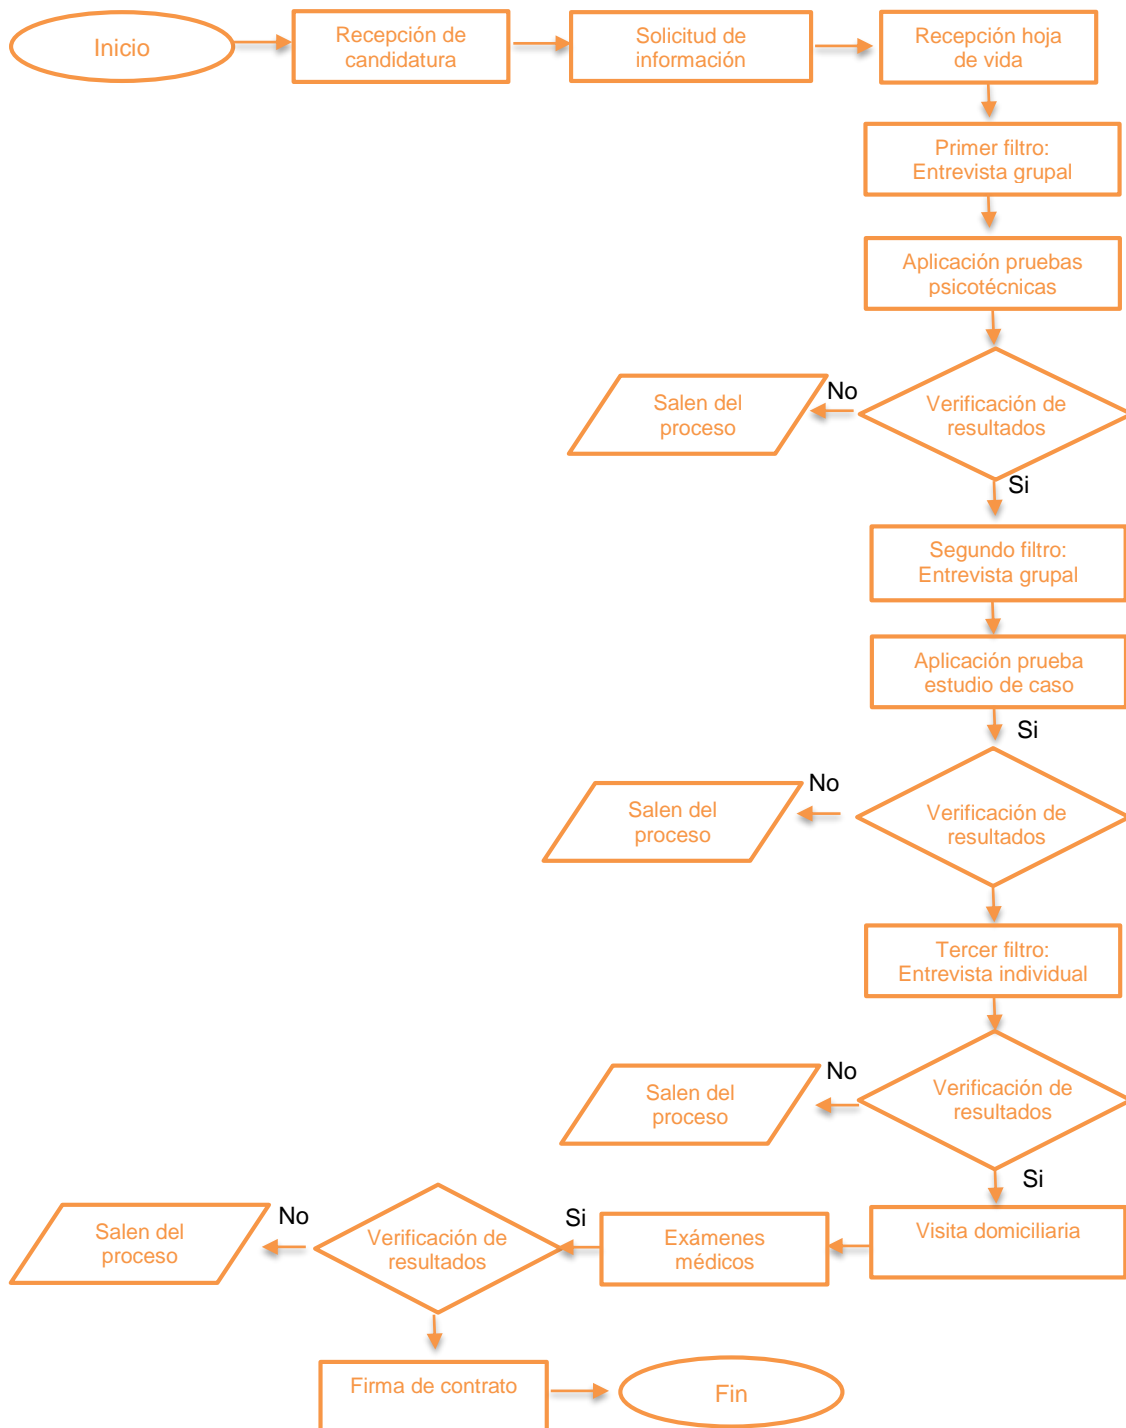 Inicio
Recepción de
candidatura
Solicitud de
información
Recepción hoja
de vida
Primer filtro:
Entrevista grupal
Aplicación pruebas
psicotécnicas
Verificación de
resultados
No
Salen del
proceso
Si
Segundo filtro:
Entrevista grupal
Aplicación prueba
estudio de caso
Si
Verificación de
resultados
No
Salen del
proceso
Tercer filtro:
Entrevista individual
Verificación de
resultados
No
Salen del
proceso
Si
Visita domiciliaria
Exámenes
médicos
Si
Verificación de
resultados
No
Salen del
proceso
Firma de contrato
Fin